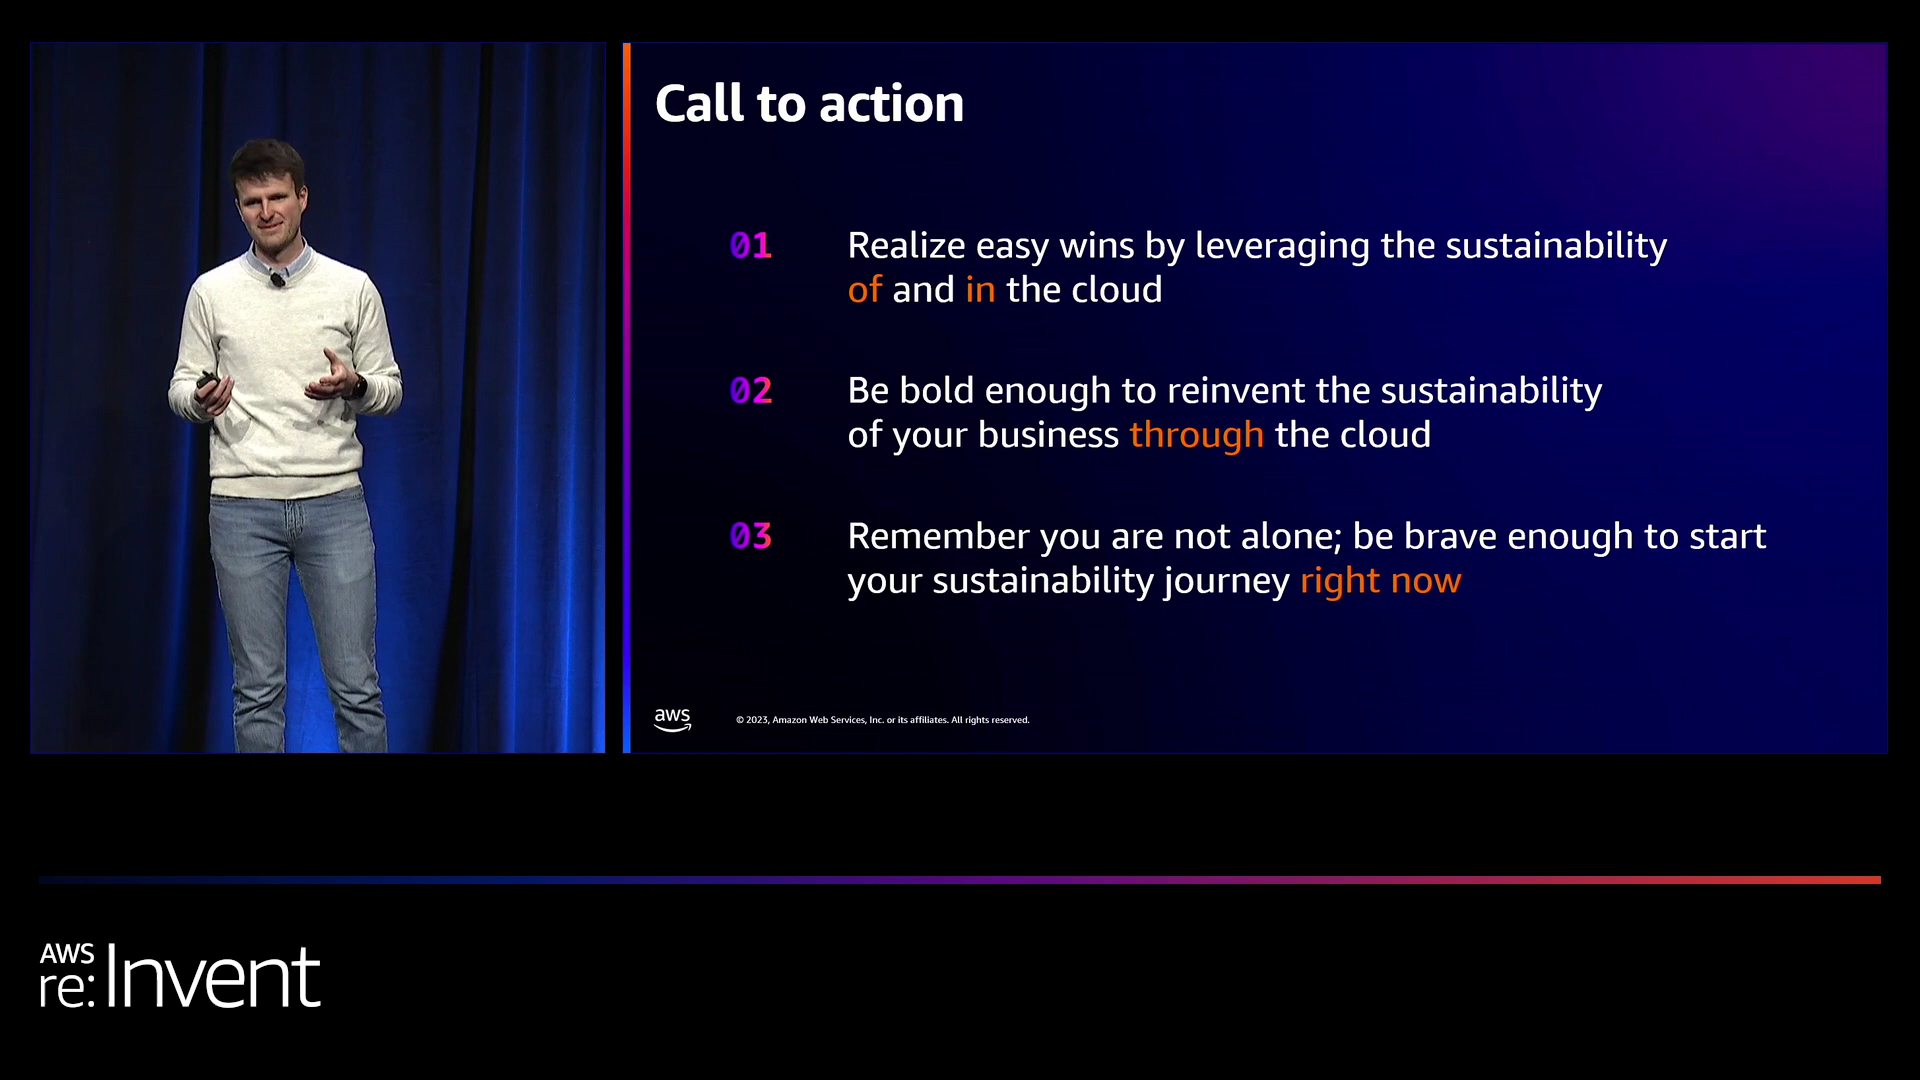 Call to action
01
Realize easy wins by leveraging the sustainability
of and in the cloud
02
Be bold enough to reinvent the sustainability
of your business through the cloud
03
Remember you are not alone; be brave enough to start
your sustainability journey right now
aws
© 2023, Amazon Web Services, Inc. or its affiliates. All rights reserved.
AWS
re:Invent